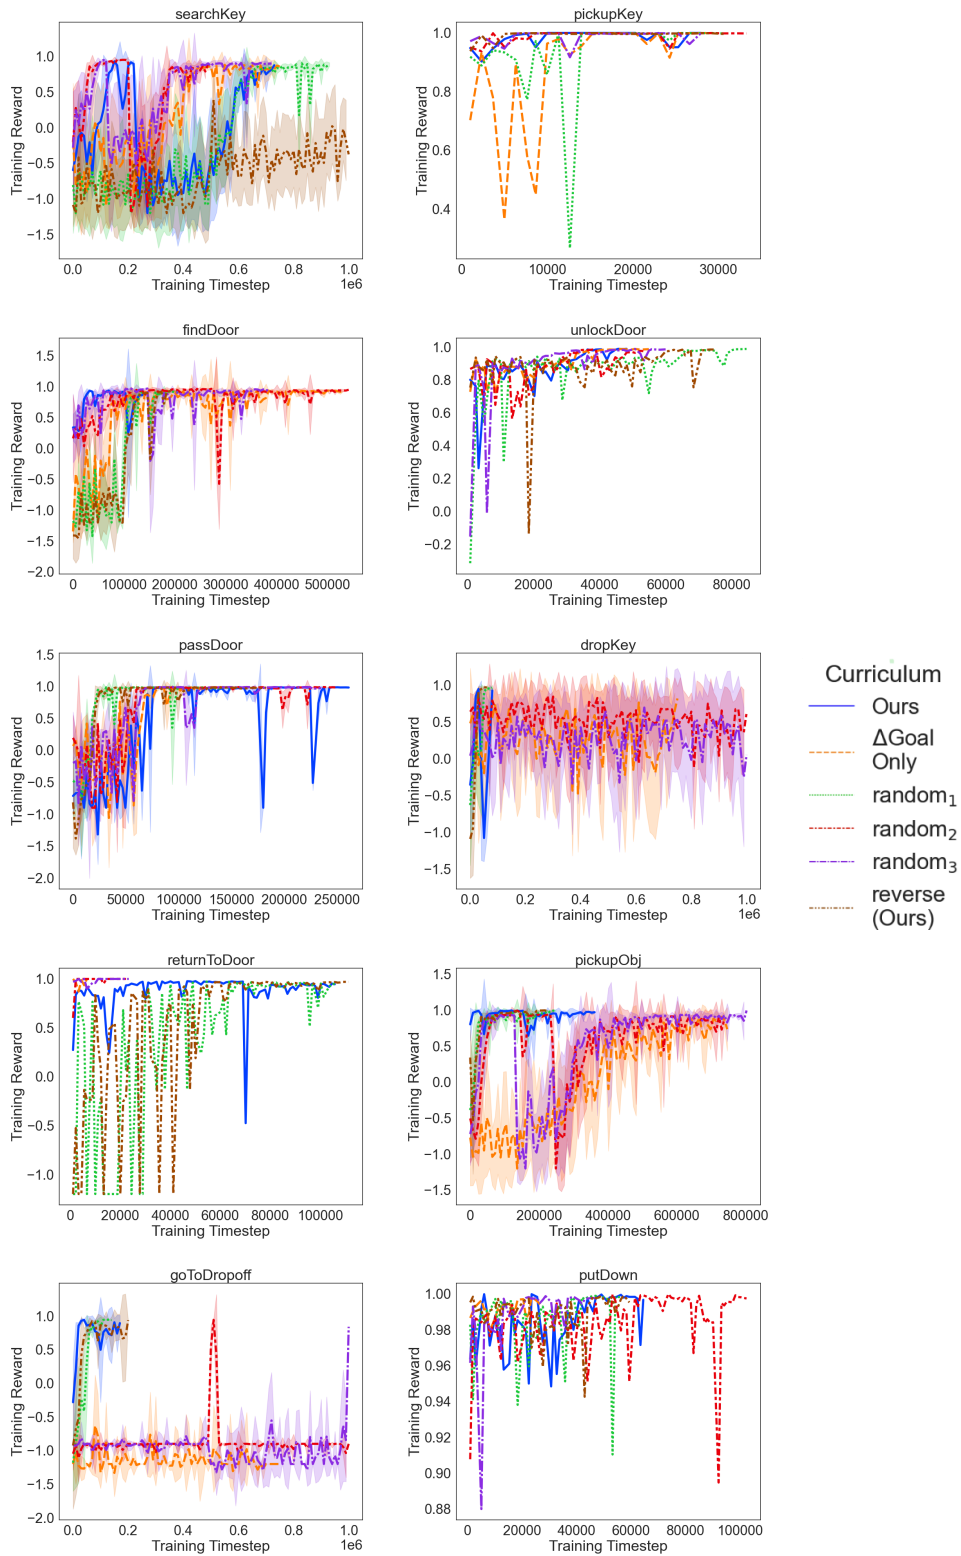 searchKey
1.0
0.5
0.0
−0.5
−1.0
−1.5
Training Reward
0.0 0.2 0.4 0.6 0.8 1.0
Training Timestep
1e6
pickupKey
1.0
0.8
0.6
0.4
Training Reward
0 10000 20000 30000
Training Timestep
findDoor
1.5
1.0
0.5
0.0
−0.5
−1.0
−1.5
−2.0
Training Reward
0 100000 200000 300000 400000 500000
Training Timestep
unlockDoor
1.0
0.8
0.6
0.4
0.2
0.0
−0.2
Training Reward
0 20000 40000 60000 80000
Training Timestep
passDoor
1.5
1.0
0.5
0.0
−0.5
−1.0
−1.5
−2.0
Training Reward
0 50000 100000 150000 200000 250000
Training Timestep
dropKey
1.0
0.5
0.0
−0.5
−1.0
−1.5
Training Reward
0.0 0.2 0.4 0.6 0.8 1.0
Training Timestep
1e6
Curriculum
Ours
ΔGoal
Only
random₁
random₂
random₃
reverse
(Ours)
returnToDoor
1.0
0.5
0.0
−0.5
−1.0
Training Reward
0 20000 40000 60000 80000 100000
Training Timestep
pickupObj
1.5
1.0
0.5
0.0
−0.5
−1.0
−1.5
Training Reward
0 200000 400000 600000 800000
Training Timestep
goToDropoff
1.0
0.5
0.0
−0.5
−1.0
−1.5
−2.0
Training Reward
0.0 0.2 0.4 0.6 0.8 1.0
Training Timestep
1e6
putDown
1.00
0.98
0.96
0.94
0.92
0.90
0.88
Training Reward
0 20000 40000 60000 80000 100000
Training Timestep